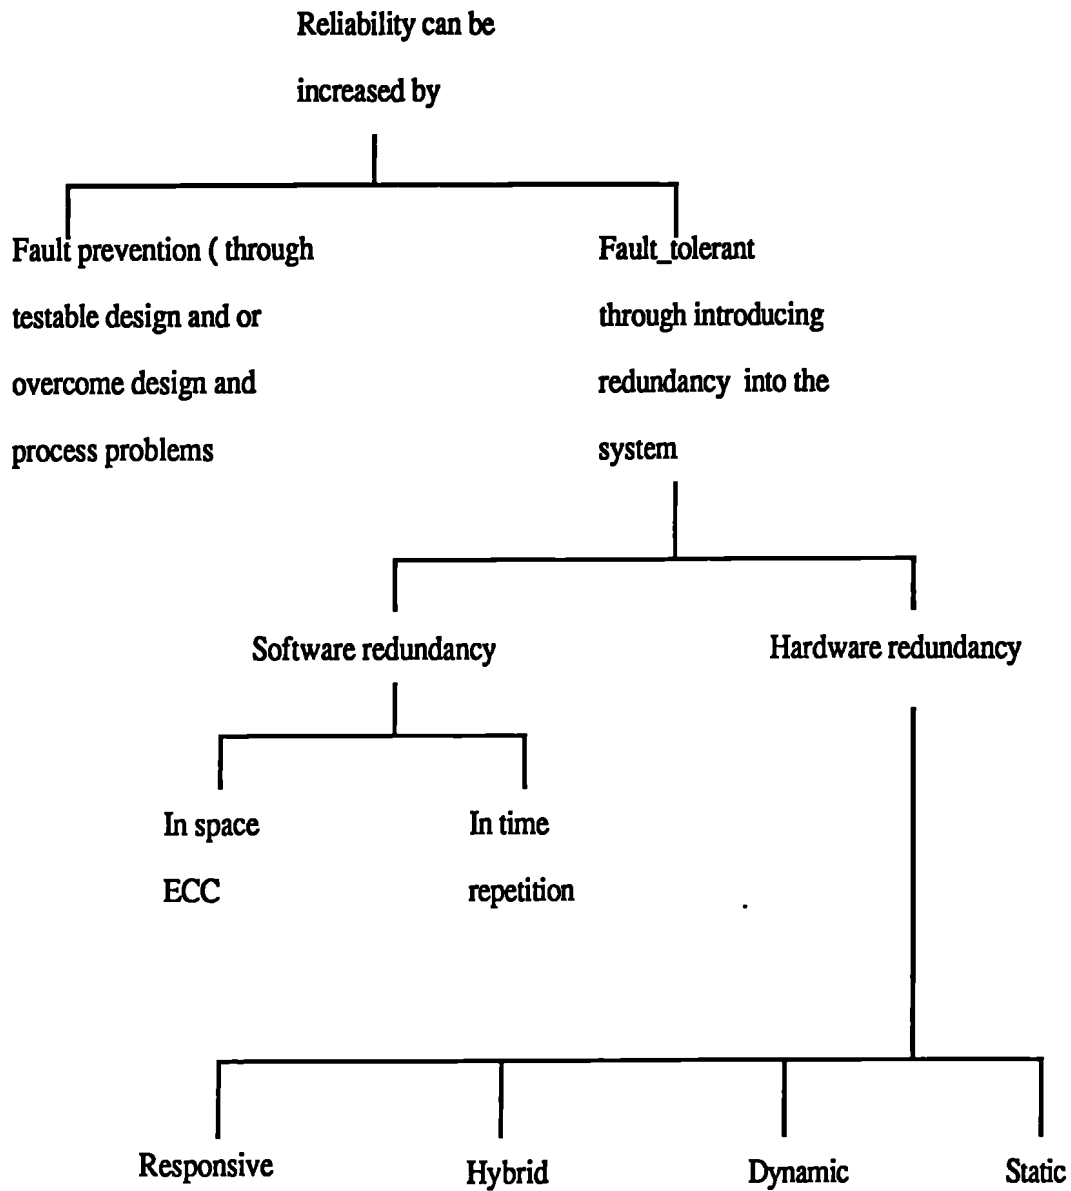 Reliability can be
increased by
Fault prevention ( through
testable design and or
overcome design and
process problems
Fault_tolerant
through introducing
redundancy into the
system
Software redundancy
Hardware redundancy
In space
ECC
In time
repetition
Responsive
Hybrid
Dynamic
Static